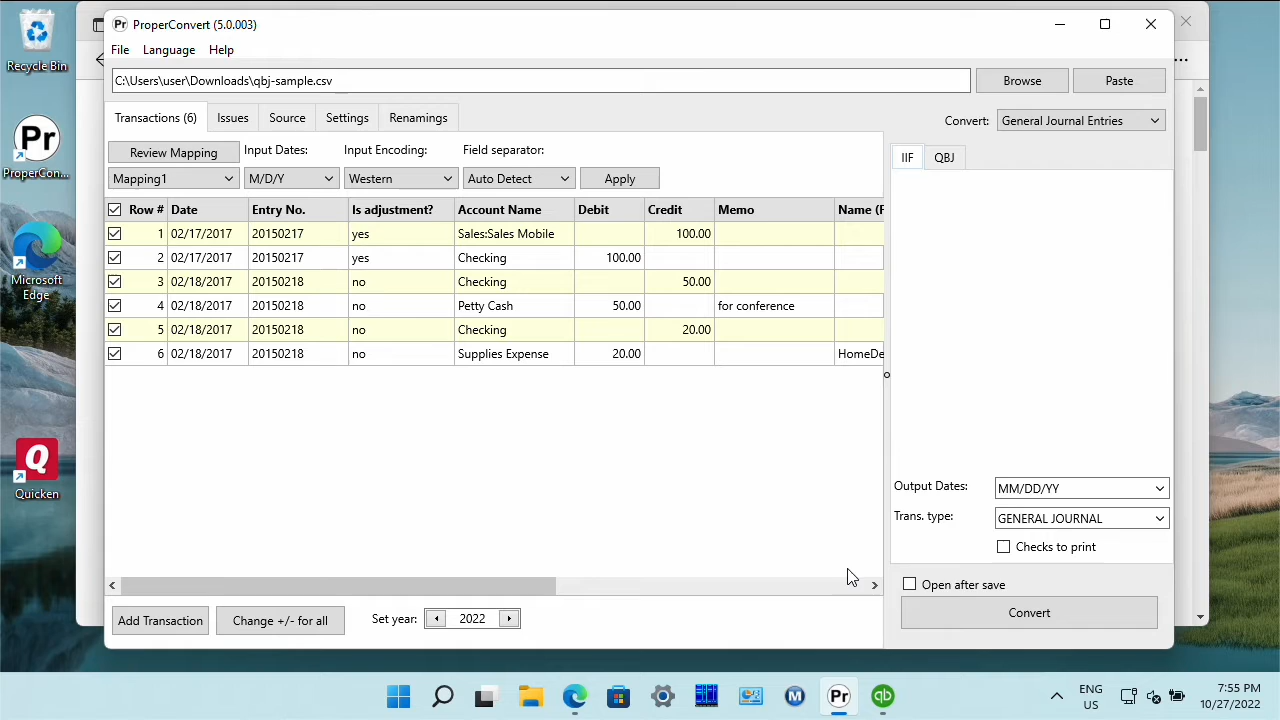 Recycle Bin
Pr
ProperCon...
Microsoft
Edge
Q
Quicken
Pr ProperConvert (5.0.003)
File Language Help
C:\Users\user\Downloads\qbj-sample.csv Browse Paste
Transactions (6) Issues Source Settings Renamings
Convert: General Journal Entries
Review Mapping Input Dates: Input Encoding: Field separator:
Mapping1 M/D/Y Western Auto Detect Apply
IIF QBJ
Row # Date Entry No. Is adjustment? Account Name Debit Credit Memo Name (F
1 02/17/2017 20150217 yes Sales:Sales Mobile 100.00
2 02/17/2017 20150217 yes Checking 100.00
3 02/18/2017 20150218 no Checking 50.00
4 02/18/2017 20150218 no Petty Cash 50.00 for conference
5 02/18/2017 20150218 no Checking 20.00
6 02/18/2017 20150218 no Supplies Expense 20.00 HomeDe
Output Dates: MM/DD/YY
Trans. type: GENERAL JOURNAL
Checks to print
Open after save
Convert
Add Transaction Change +/- for all Set year: 2022
M Pr qb
ENG
US
7:55 PM
10/27/2022